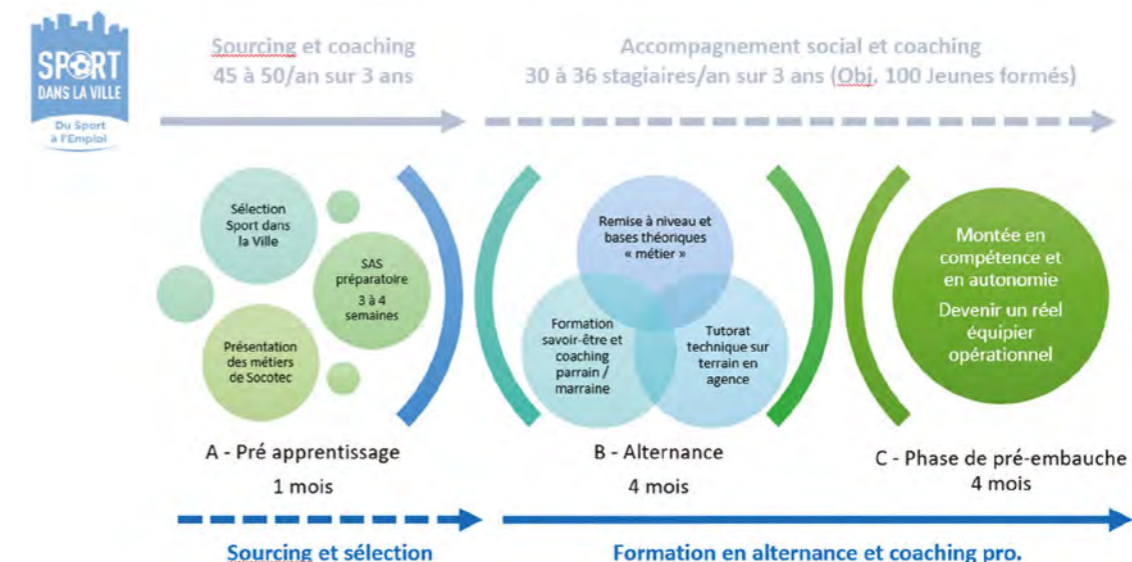 SPORT
DANS LA VILLE
Du Sport
à l'Emploi
Sourcing et coaching
45 à 50/an sur 3 ans
Accompagnement social et coaching
30 à 36 stagiaires/an sur 3 ans (Obj. 100 Jeunes formés)
Sélection
Sport dans
la Ville
SAS
préparatoire
3 à 4
semaines
Présentation
des métiers
de Socotec
Remise à niveau et
bases théoriques
« métier »
Formation
savoir-être et
coaching
parrain /
marraine
Tutorat
technique sur
terrain en
agence
Montée en
compétence et
en autonomie
Devenir un réel
équipier
opérationnel
A - Pré apprentissage
1 mois
B - Alternance
4 mois
C - Phase de pré-embauche
4 mois
Sourcing et sélection
Formation en alternance et coaching pro.